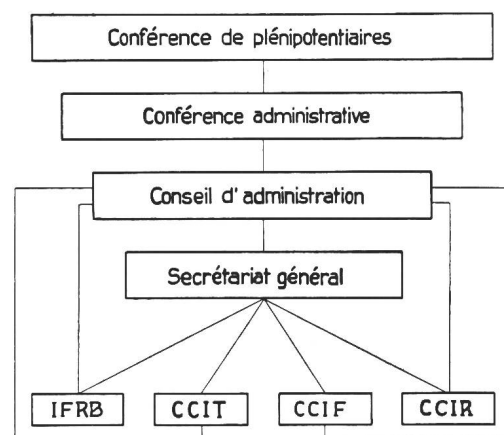 Conférence de plénipotentiaires
Conférence administrative
Conseil d'administration
Secrétariat général
IFRB CCIT CCIF CCIR